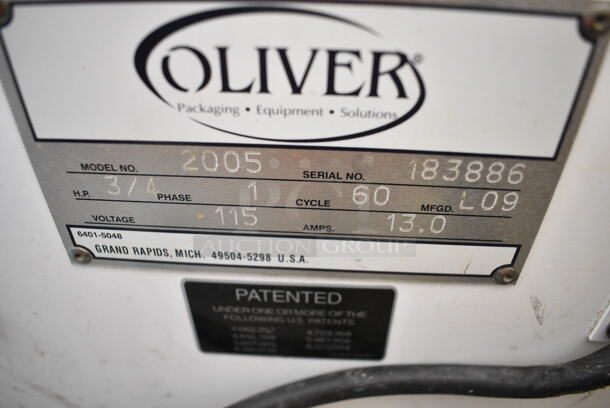 OLIVER®
Packaging • Equipment • Solutions
MODEL NO. 2005 SERIAL NO. 183886
H.P. 3/4 PHASE 1 CYCLE 60 MFGD. L09
VOLTAGE 115 AMPS. 13.0
6401-5048
GRAND RAPIDS, MICH. 49504-5298 U.S.A.
AUCTION GROUP
PATENTED
UNDER ONE OR MORE OF THE
FOLLOWING U.S. PATENTS